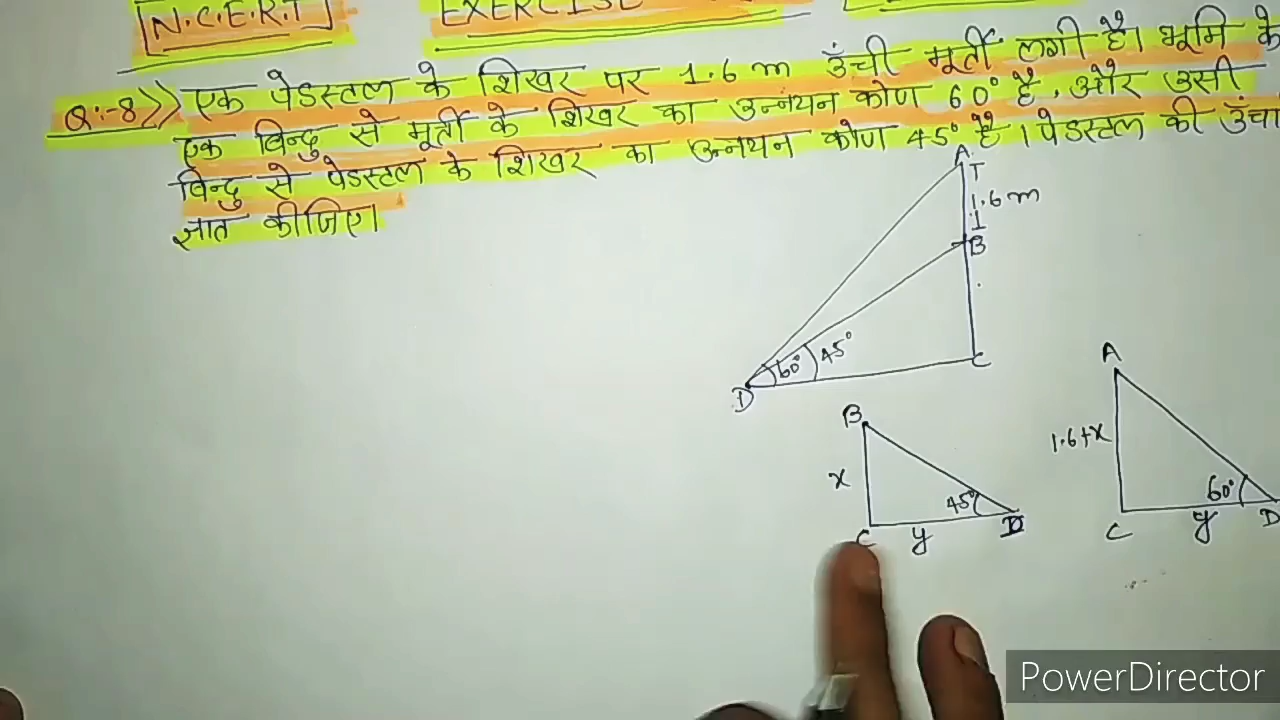 N.C.E.R.T EXERCISE
Q:-8>> एक पेडस्टल के शिखर पर 1.6 m उँची मूर्ती लगी है। भूमि के
एक बिन्दु से मूर्ती के शिखर का उन्नयन कोण 60° है, और उसी
बिन्दु से पेडस्टल के शिखर का उन्नयन कोण 45° है। पेडस्टल की उँचा
ज्ञात कीजिए।
A
1.6 m
B
60° 45°
D C
B
x
45°
C y D
A
1.6+x
60°
C y D
PowerDirector